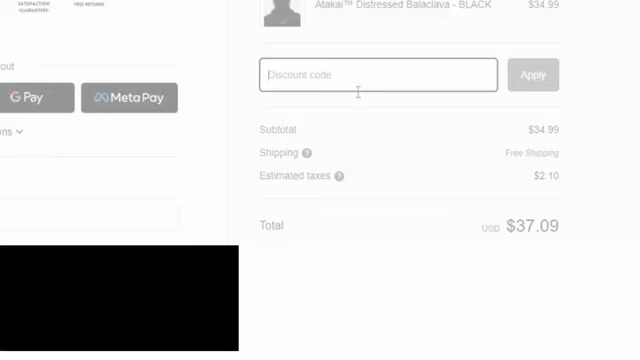 SATISFACTION
GUARANTEED
FREE RETURNS
out
G Pay
Meta Pay
ons
Atakai™ Distressed Balaclava - BLACK
$34.99
Discount code
Apply
Subtotal
$34.99
Shipping ?
Free Shipping
Estimated taxes ?
$2.10
Total
USD $37.09